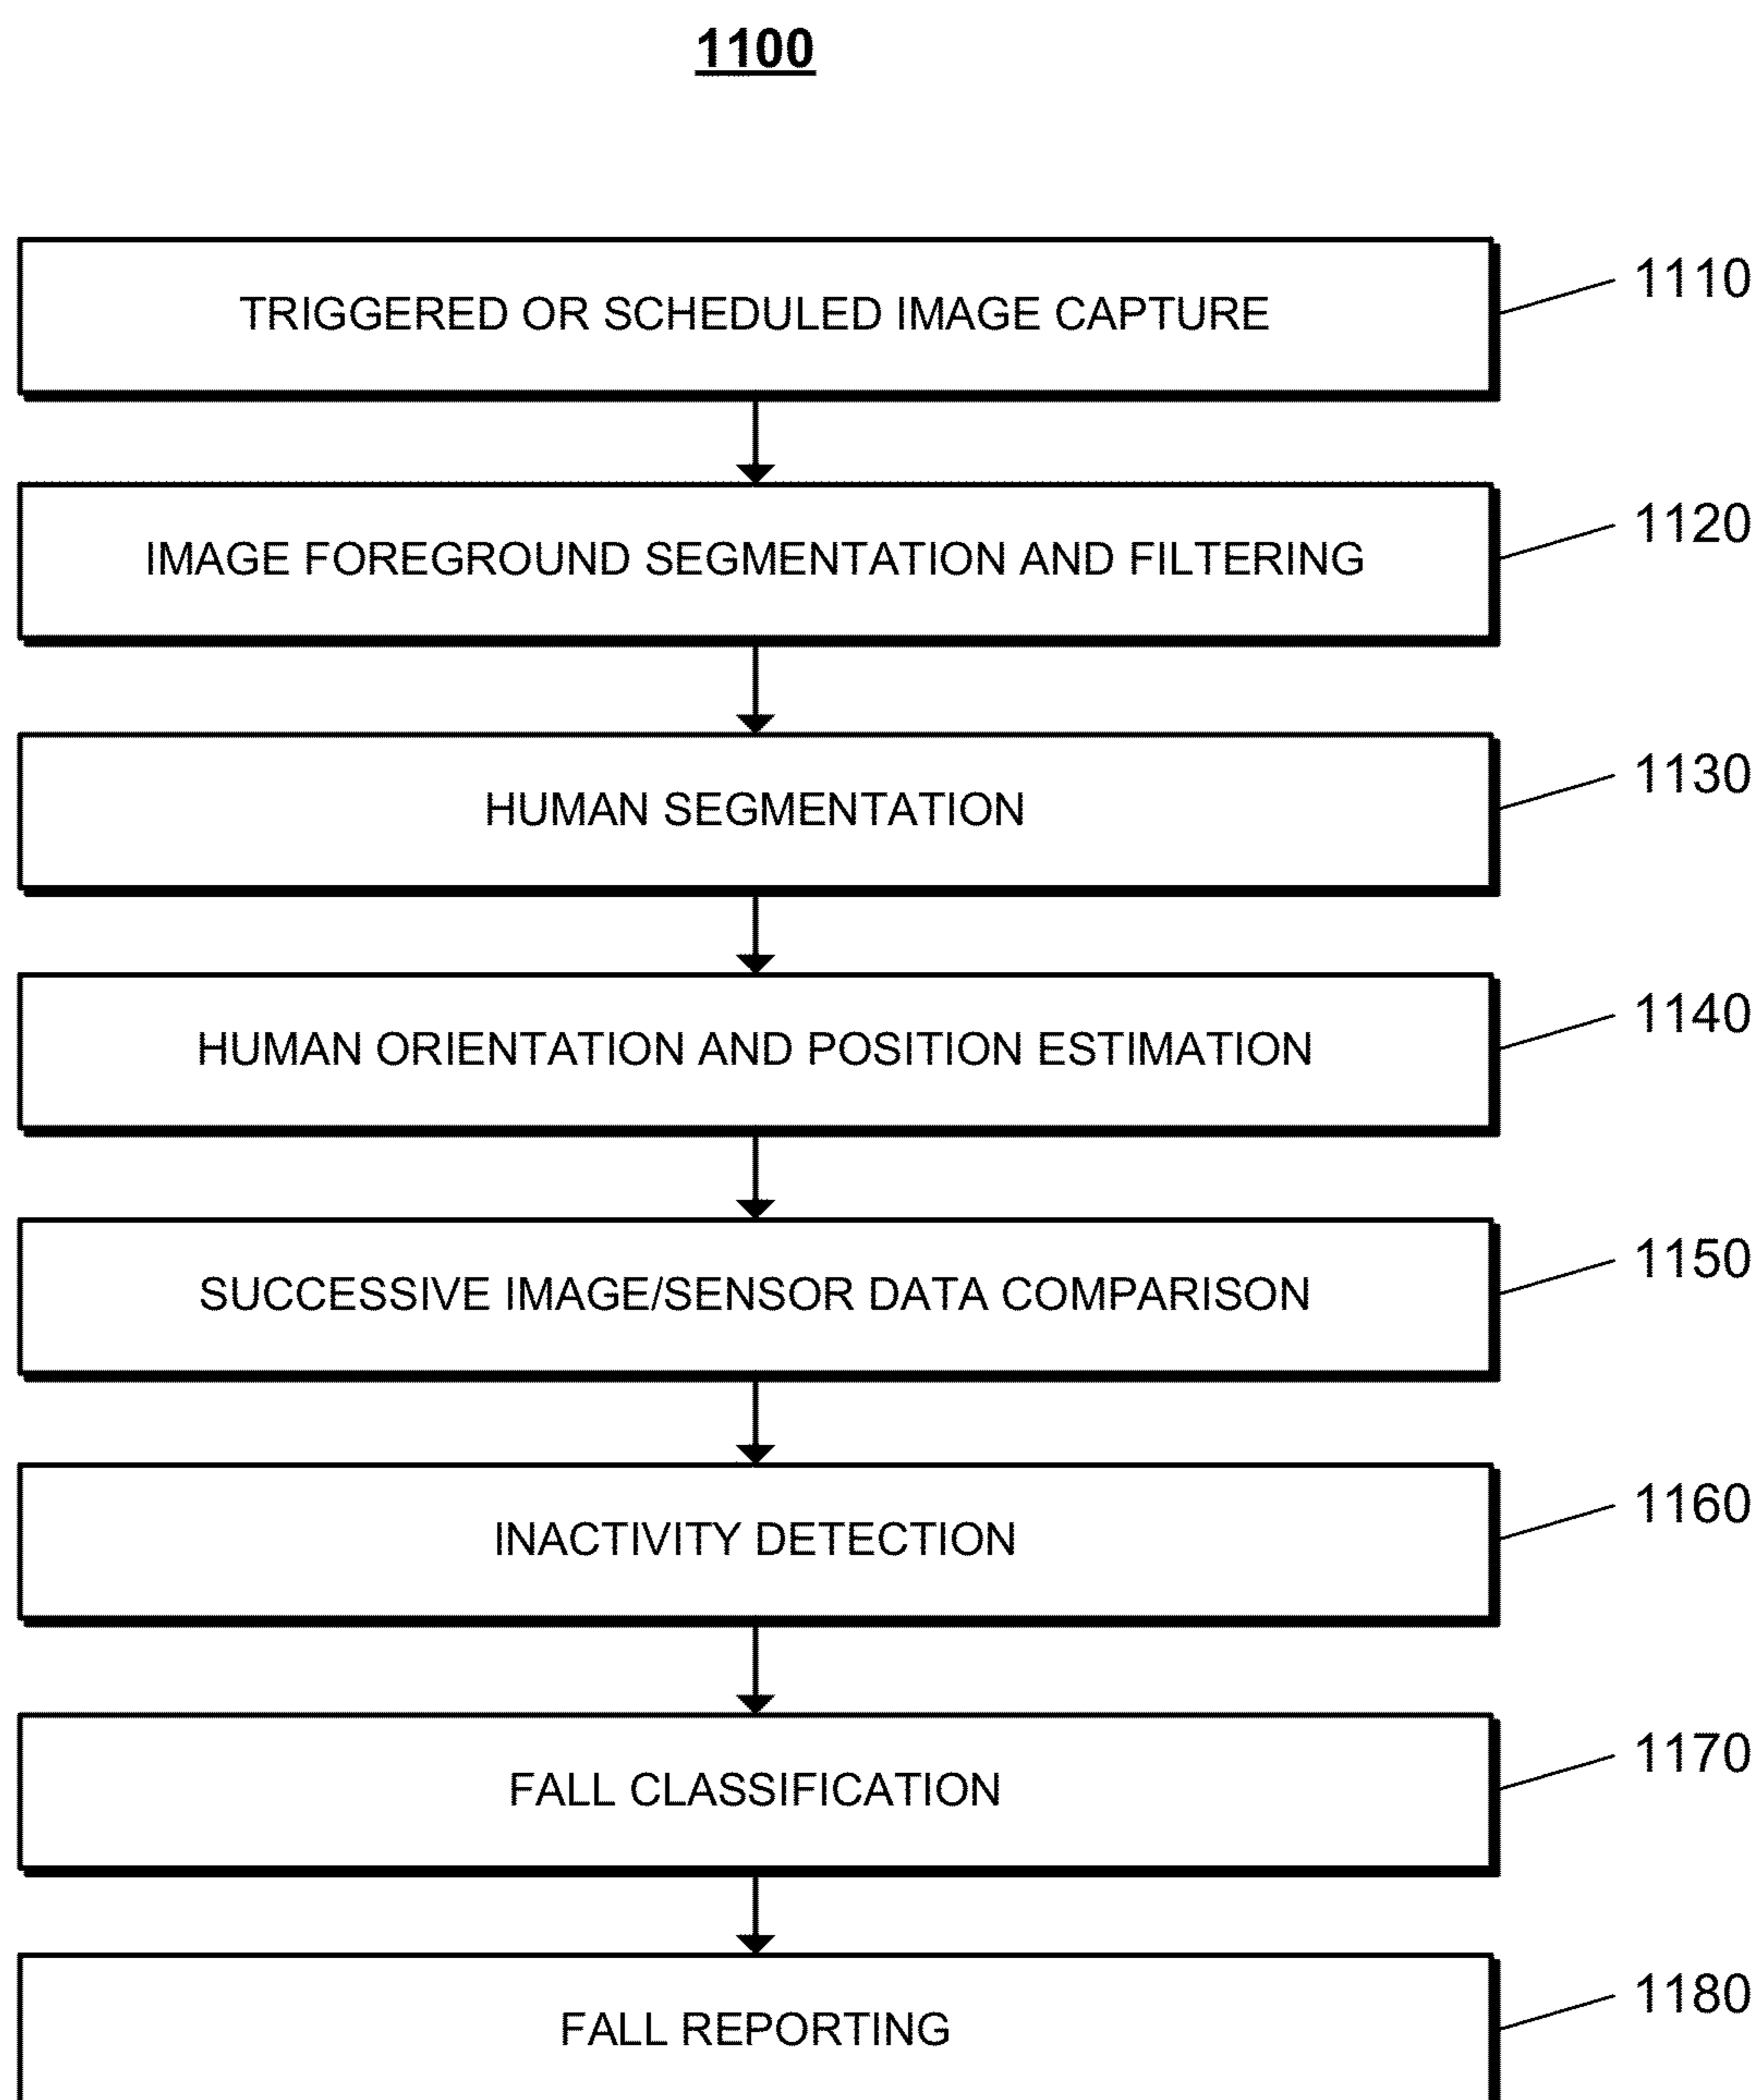 1100
TRIGGERED OR SCHEDULED IMAGE CAPTURE
1110
IMAGE FOREGROUND SEGMENTATION AND FILTERING
1120
HUMAN SEGMENTATION
1130
HUMAN ORIENTATION AND POSITION ESTIMATION
1140
SUCCESSIVE IMAGE/SENSOR DATA COMPARISON
1150
INACTIVITY DETECTION
1160
FALL CLASSIFICATION
1170
FALL REPORTING
1180